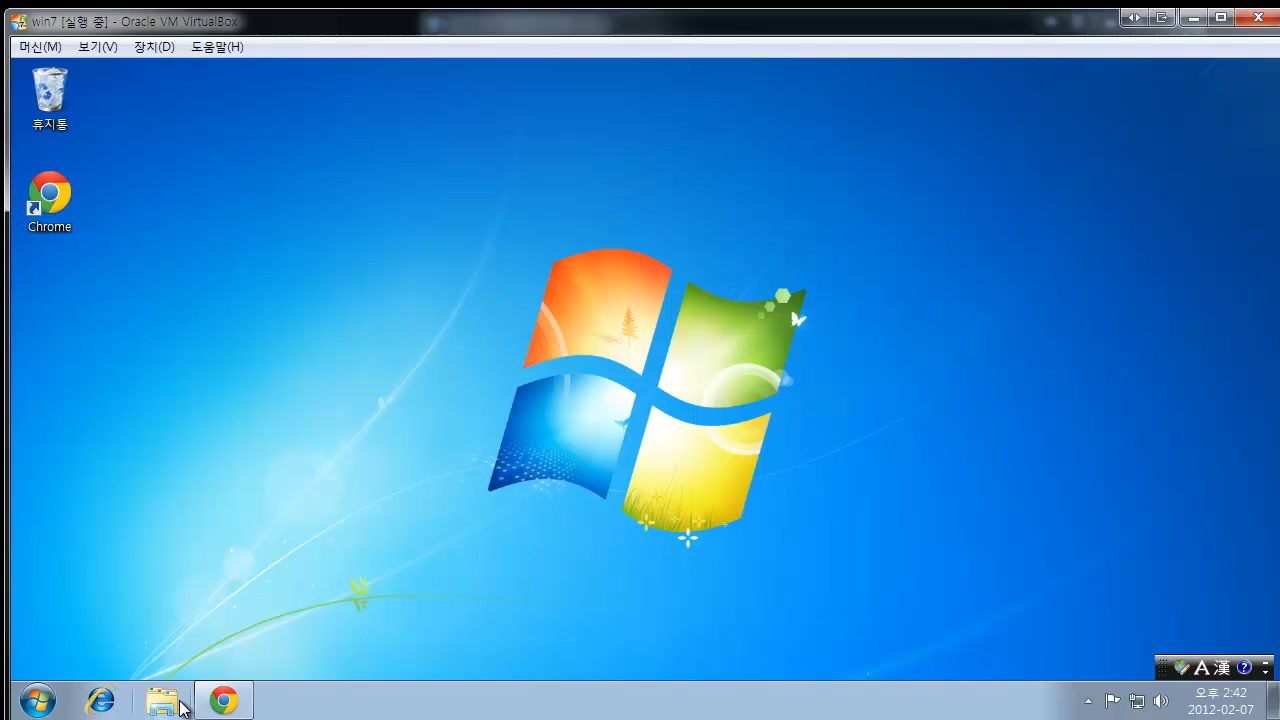 win7 [실행 중] - Oracle VM VirtualBox
머신(M) 보기(V) 장치(D) 도움말(H)
휴지통
Chrome
A 漢 ?
오후 2:42
2012-02-07